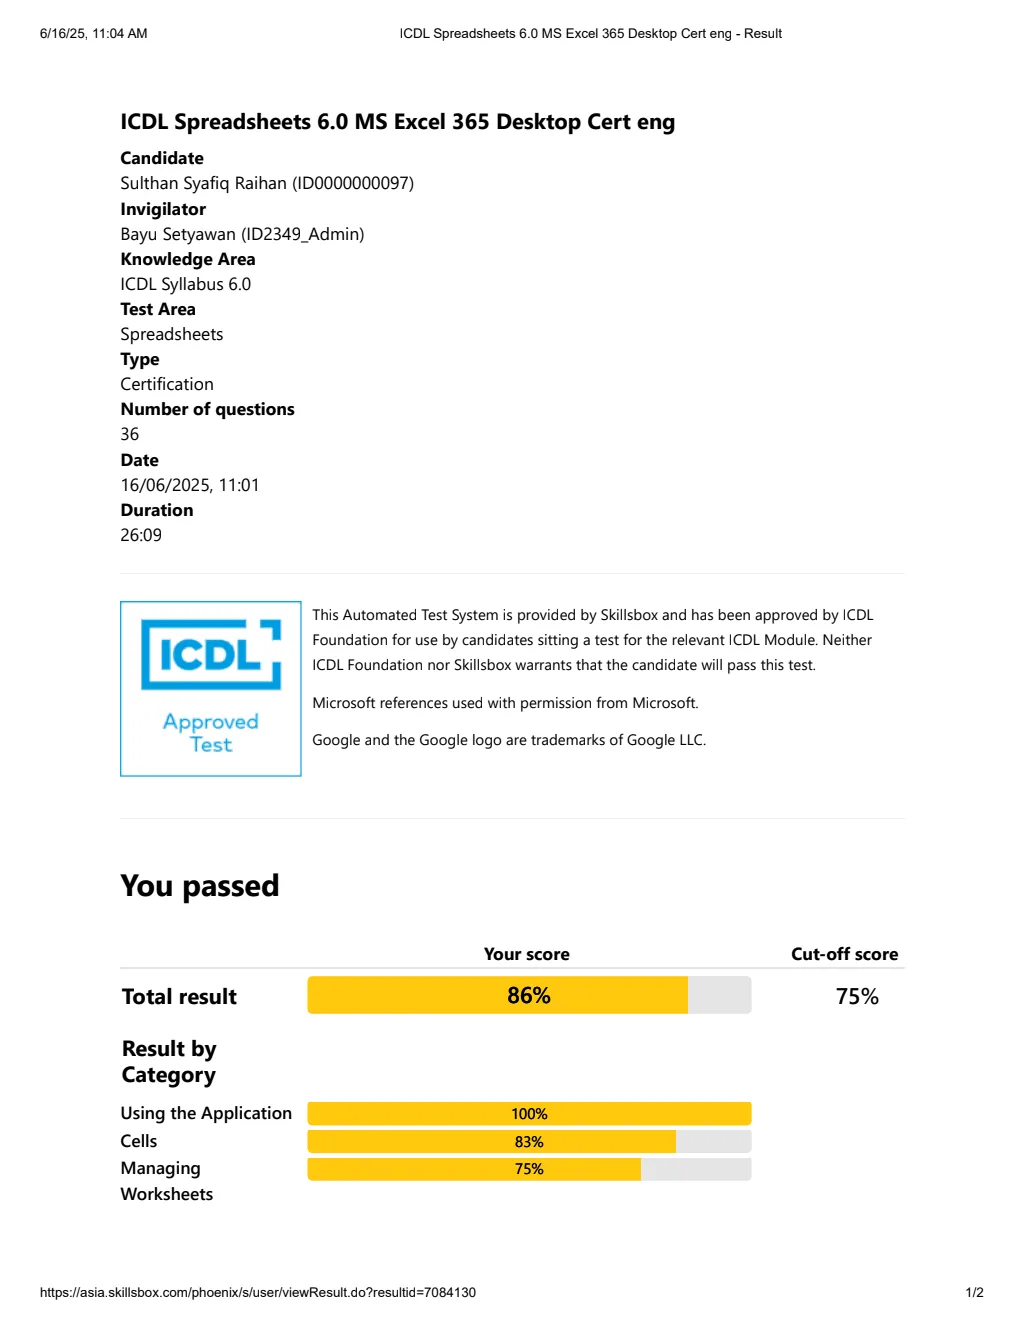 6/16/25, 11:04 AM
ICDL Spreadsheets 6.0 MS Excel 365 Desktop Cert eng - Result
ICDL Spreadsheets 6.0 MS Excel 365 Desktop Cert eng
Candidate
Sulthan Syafiq Raihan (ID0000000097)
Invigilator
Bayu Setyawan (ID2349_Admin)
Knowledge Area
ICDL Syllabus 6.0
Test Area
Spreadsheets
Type
Certification
Number of questions
36
Date
16/06/2025, 11:01
Duration
26:09
ICDL
Approved
Test
This Automated Test System is provided by Skillsbox and has been approved by ICDL
Foundation for use by candidates sitting a test for the relevant ICDL Module. Neither
ICDL Foundation nor Skillsbox warrants that the candidate will pass this test.
Microsoft references used with permission from Microsoft.
Google and the Google logo are trademarks of Google LLC.
You passed
Your score Cut-off score
Total result 86% 75%
Result by
Category
Using the Application 100%
Cells 83%
Managing 75%
Worksheets
https://asia.skillsbox.com/phoenix/s/user/viewResult.do?resultid=7084130
1/2